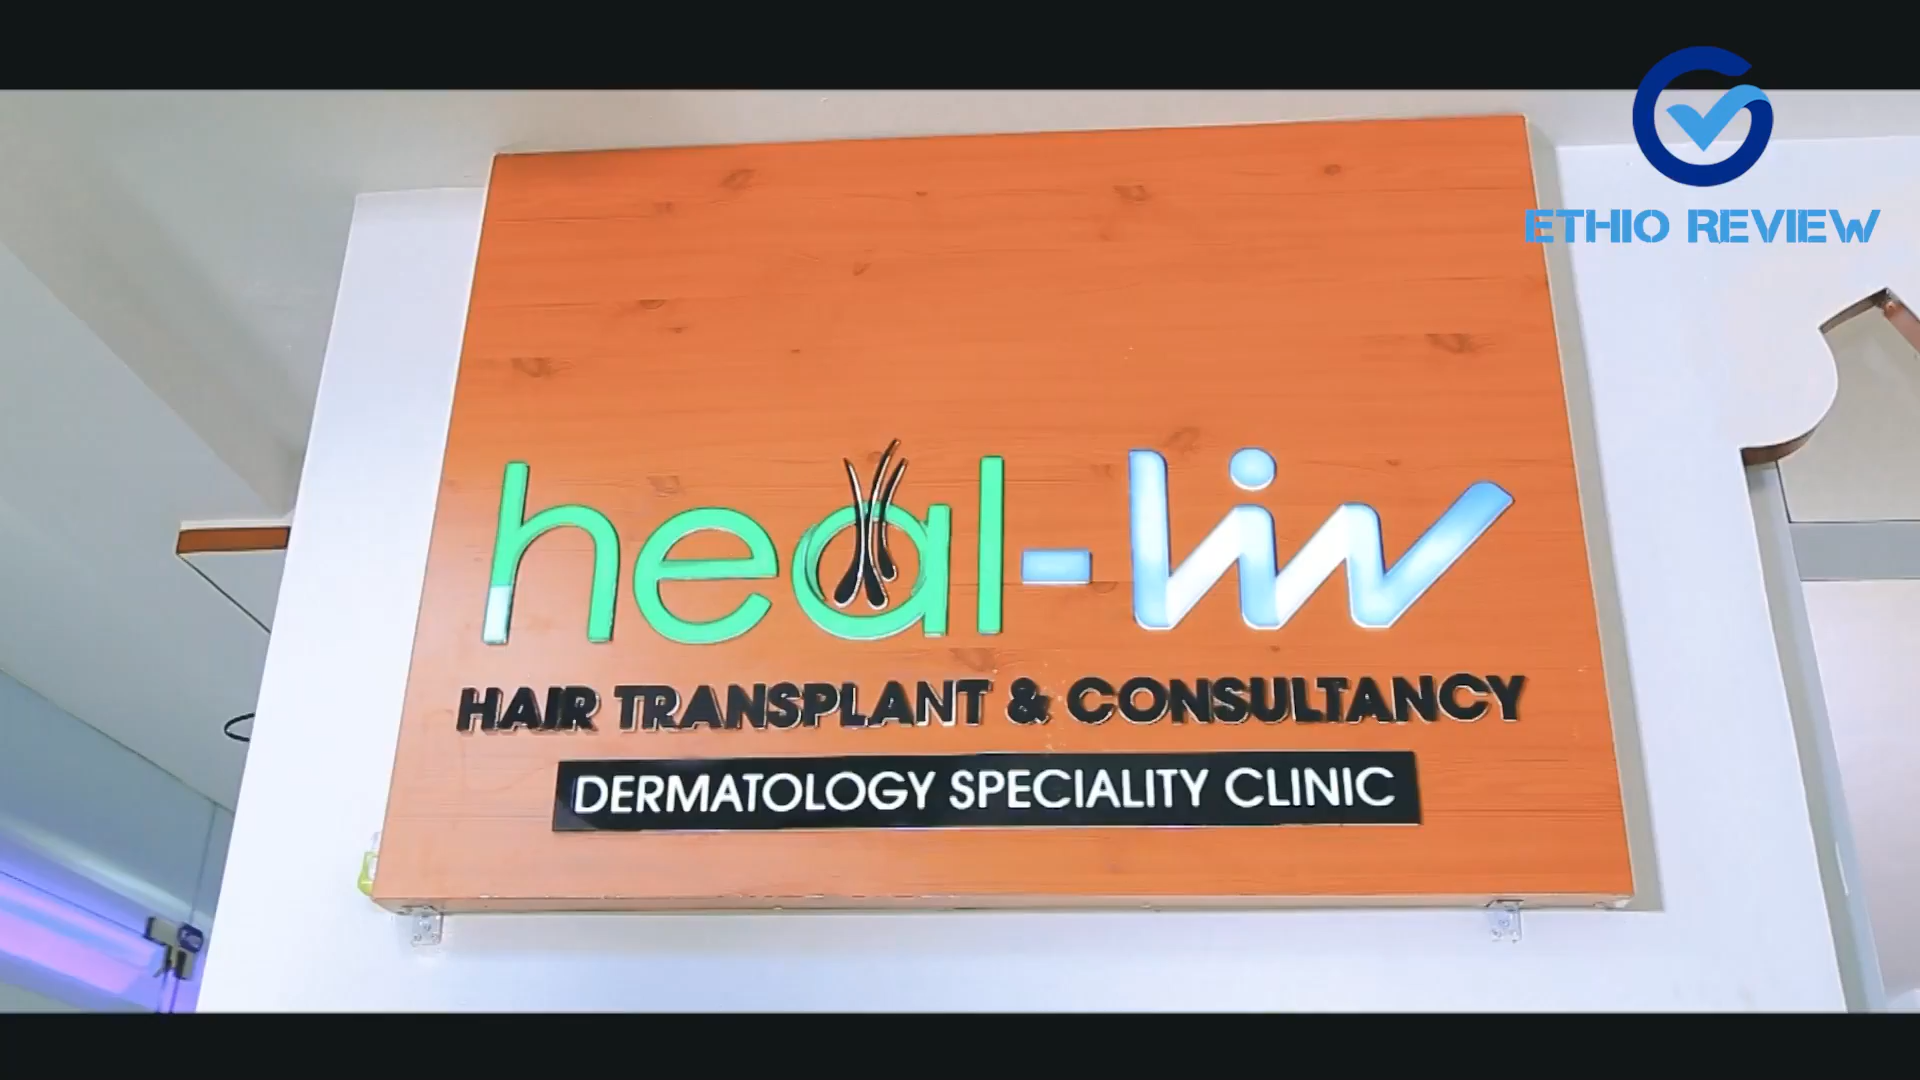 ETHIO REVIEW
heal-liv
HAIR TRANSPLANT & CONSULTANCY
DERMATOLOGY SPECIALITY CLINIC